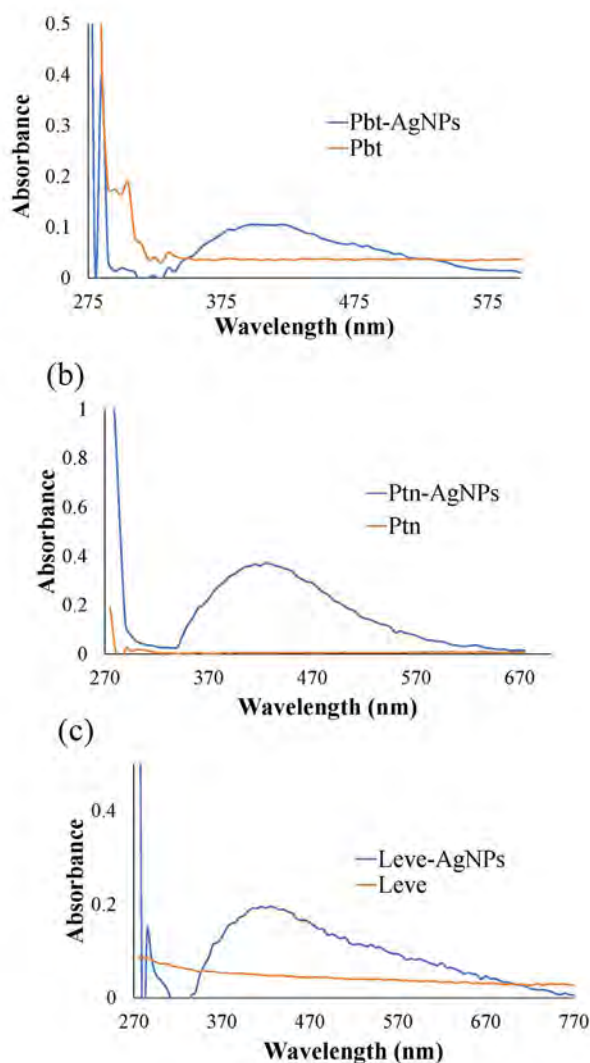 0.5
0.4
0.3
0.2
0.1
0
Absorbance
Pbt-AgNPs
Pbt
275 375 475 575
Wavelength (nm)
(b)
1
0.8
0.6
0.4
0.2
0
Absorbance
Ptn-AgNPs
Ptn
270 370 470 570 670
Wavelength (nm)
(c)
0.4
0.2
0
Absorbance
Leve-AgNPs
Leve
270 370 470 570 670 770
Wavelength (nm)